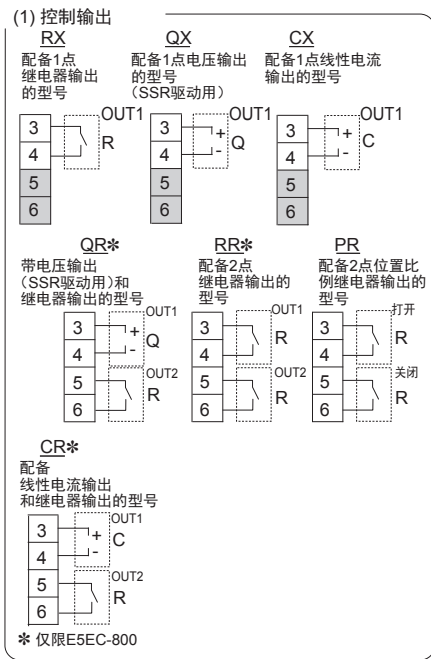 (1) 控制输出
RX
配备1点
继电器输出
的型号
OUT1
3
4
5
6
R
QX
配备1点电压输出
的型号
（SSR驱动用）
OUT1
3
4
5
6
+
-
Q
CX
配备1点线性电流
输出的型号
OUT1
3
4
5
6
+
-
C
QR*
带电压输出
（SSR驱动用）和
继电器输出的型号
OUT1
3
4
5
6
+
-
Q
OUT2
R
RR*
配备2点
继电器输出的
型号
OUT1
3
4
5
6
R
OUT2
R
PR
配备2点位置比
例继电器输出的
型号
打开
3
4
5
6
R
关闭
R
CR*
配备
线性电流输出
和继电器输出的型号
OUT1
3
4
5
6
+
-
C
OUT2
R
* 仅限E5EC-800